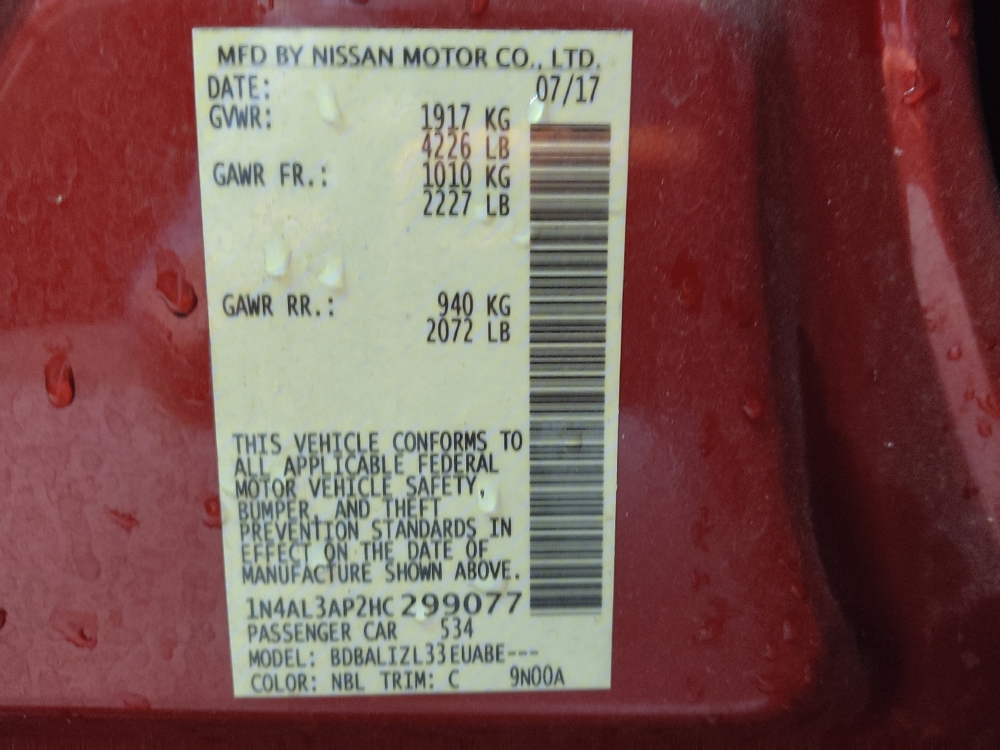 MFD BY NISSAN MOTOR CO., LTD.
DATE: 07/17
GVWR: 1917 KG
4226 LB
GAWR FR.: 1010 KG
2227 LB
GAWR RR.: 940 KG
2072 LB
THIS VEHICLE CONFORMS TO
ALL APPLICABLE FEDERAL
MOTOR VEHICLE SAFETY,
BUMPER, AND THEFT
PREVENTION STANDARDS IN
EFFECT ON THE DATE OF
MANUFACTURE SHOWN ABOVE.
1N4AL3AP2HC299077
PASSENGER CAR 534
MODEL: BDBALIZL33EUABE---
COLOR: NBL TRIM: C 9N00A